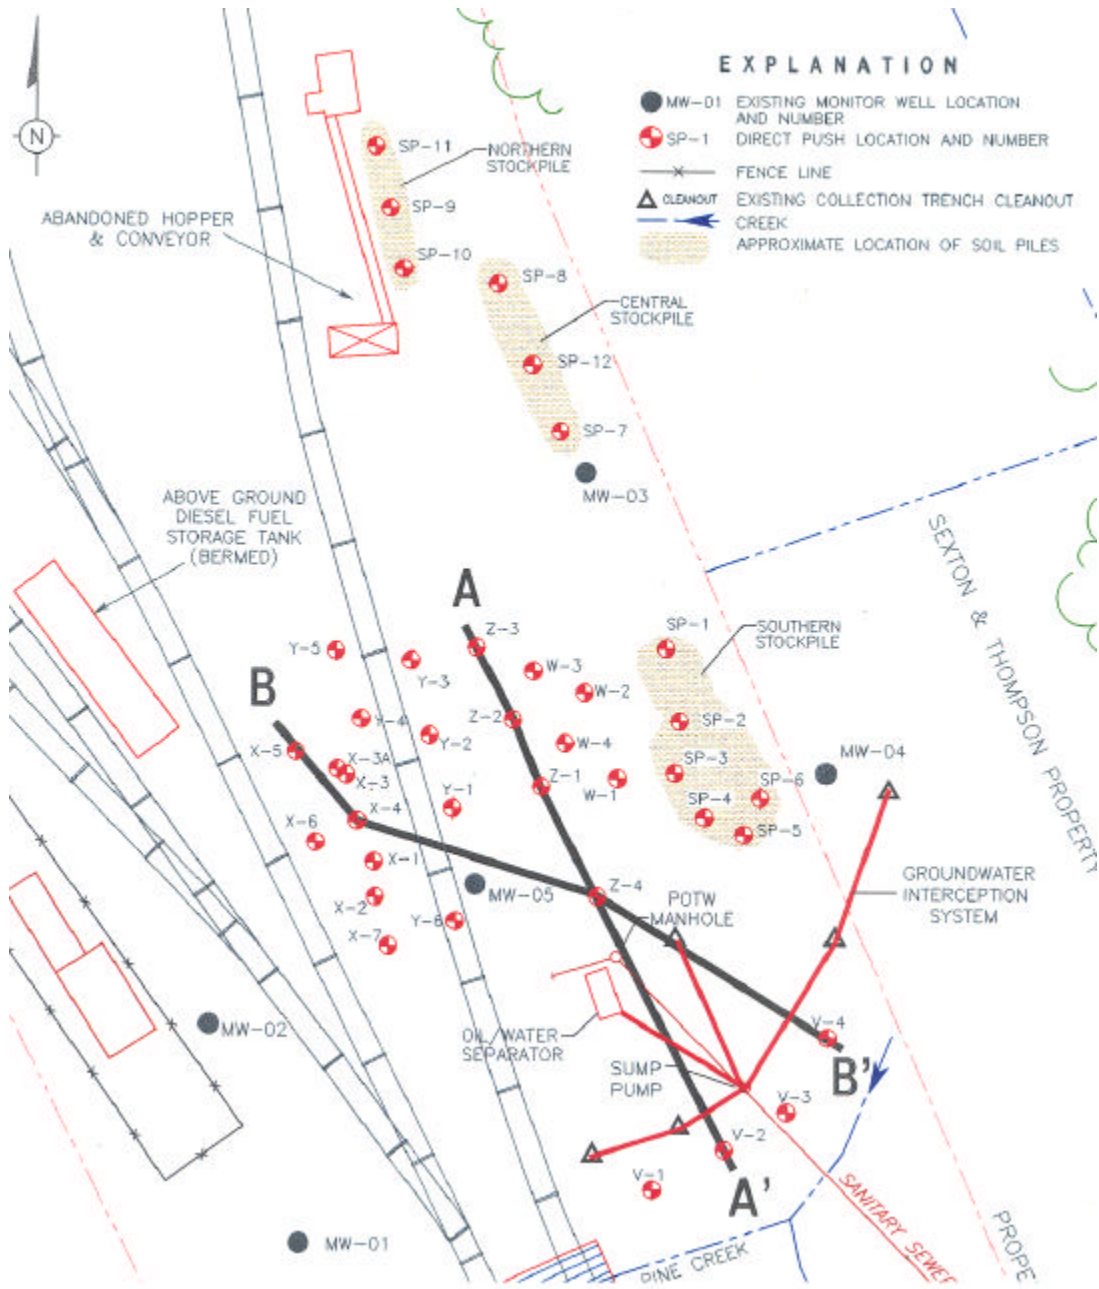 N
EXPLANATION
MW-01 EXISTING MONITOR WELL LOCATION
AND NUMBER
SP-1 DIRECT PUSH LOCATION AND NUMBER
FENCE LINE
CLEANOUT EXISTING COLLECTION TRENCH CLEANOUT
CREEK
APPROXIMATE LOCATION OF SOIL PILES
SP-11
NORTHERN
STOCKPILE
SP-9
ABANDONED HOPPER
& CONVEYOR
SP-10
SP-8
CENTRAL
STOCKPILE
SP-12
SP-7
MW-03
ABOVE GROUND
DIESEL FUEL
STORAGE TANK
(BERMED)
SEXTON & THOMPSON PROPERTY
A
Z-3
SP-1
SOUTHERN
STOCKPILE
Y-5
Y-3
W-3
B
W-2
Y-4
Z-2
SP-2
Y-2
W-4
X-5
X-3A
X-3
SP-3
MW-04
Z-1
W-1
SP-6
Y-1
X-4
SP-4
X-6
SP-5
X-1
MW-05
Z-4
GROUNDWATER
INTERCEPTION
SYSTEM
X-2
Y-6
POTW
MANHOLE
X-7
MW-02
OIL/WATER
SEPARATOR
V-4
SUMP
PUMP
B'
V-3
V-2
V-1
A'
SANITARY SEWER
MW-01
PINE CREEK
PROPE